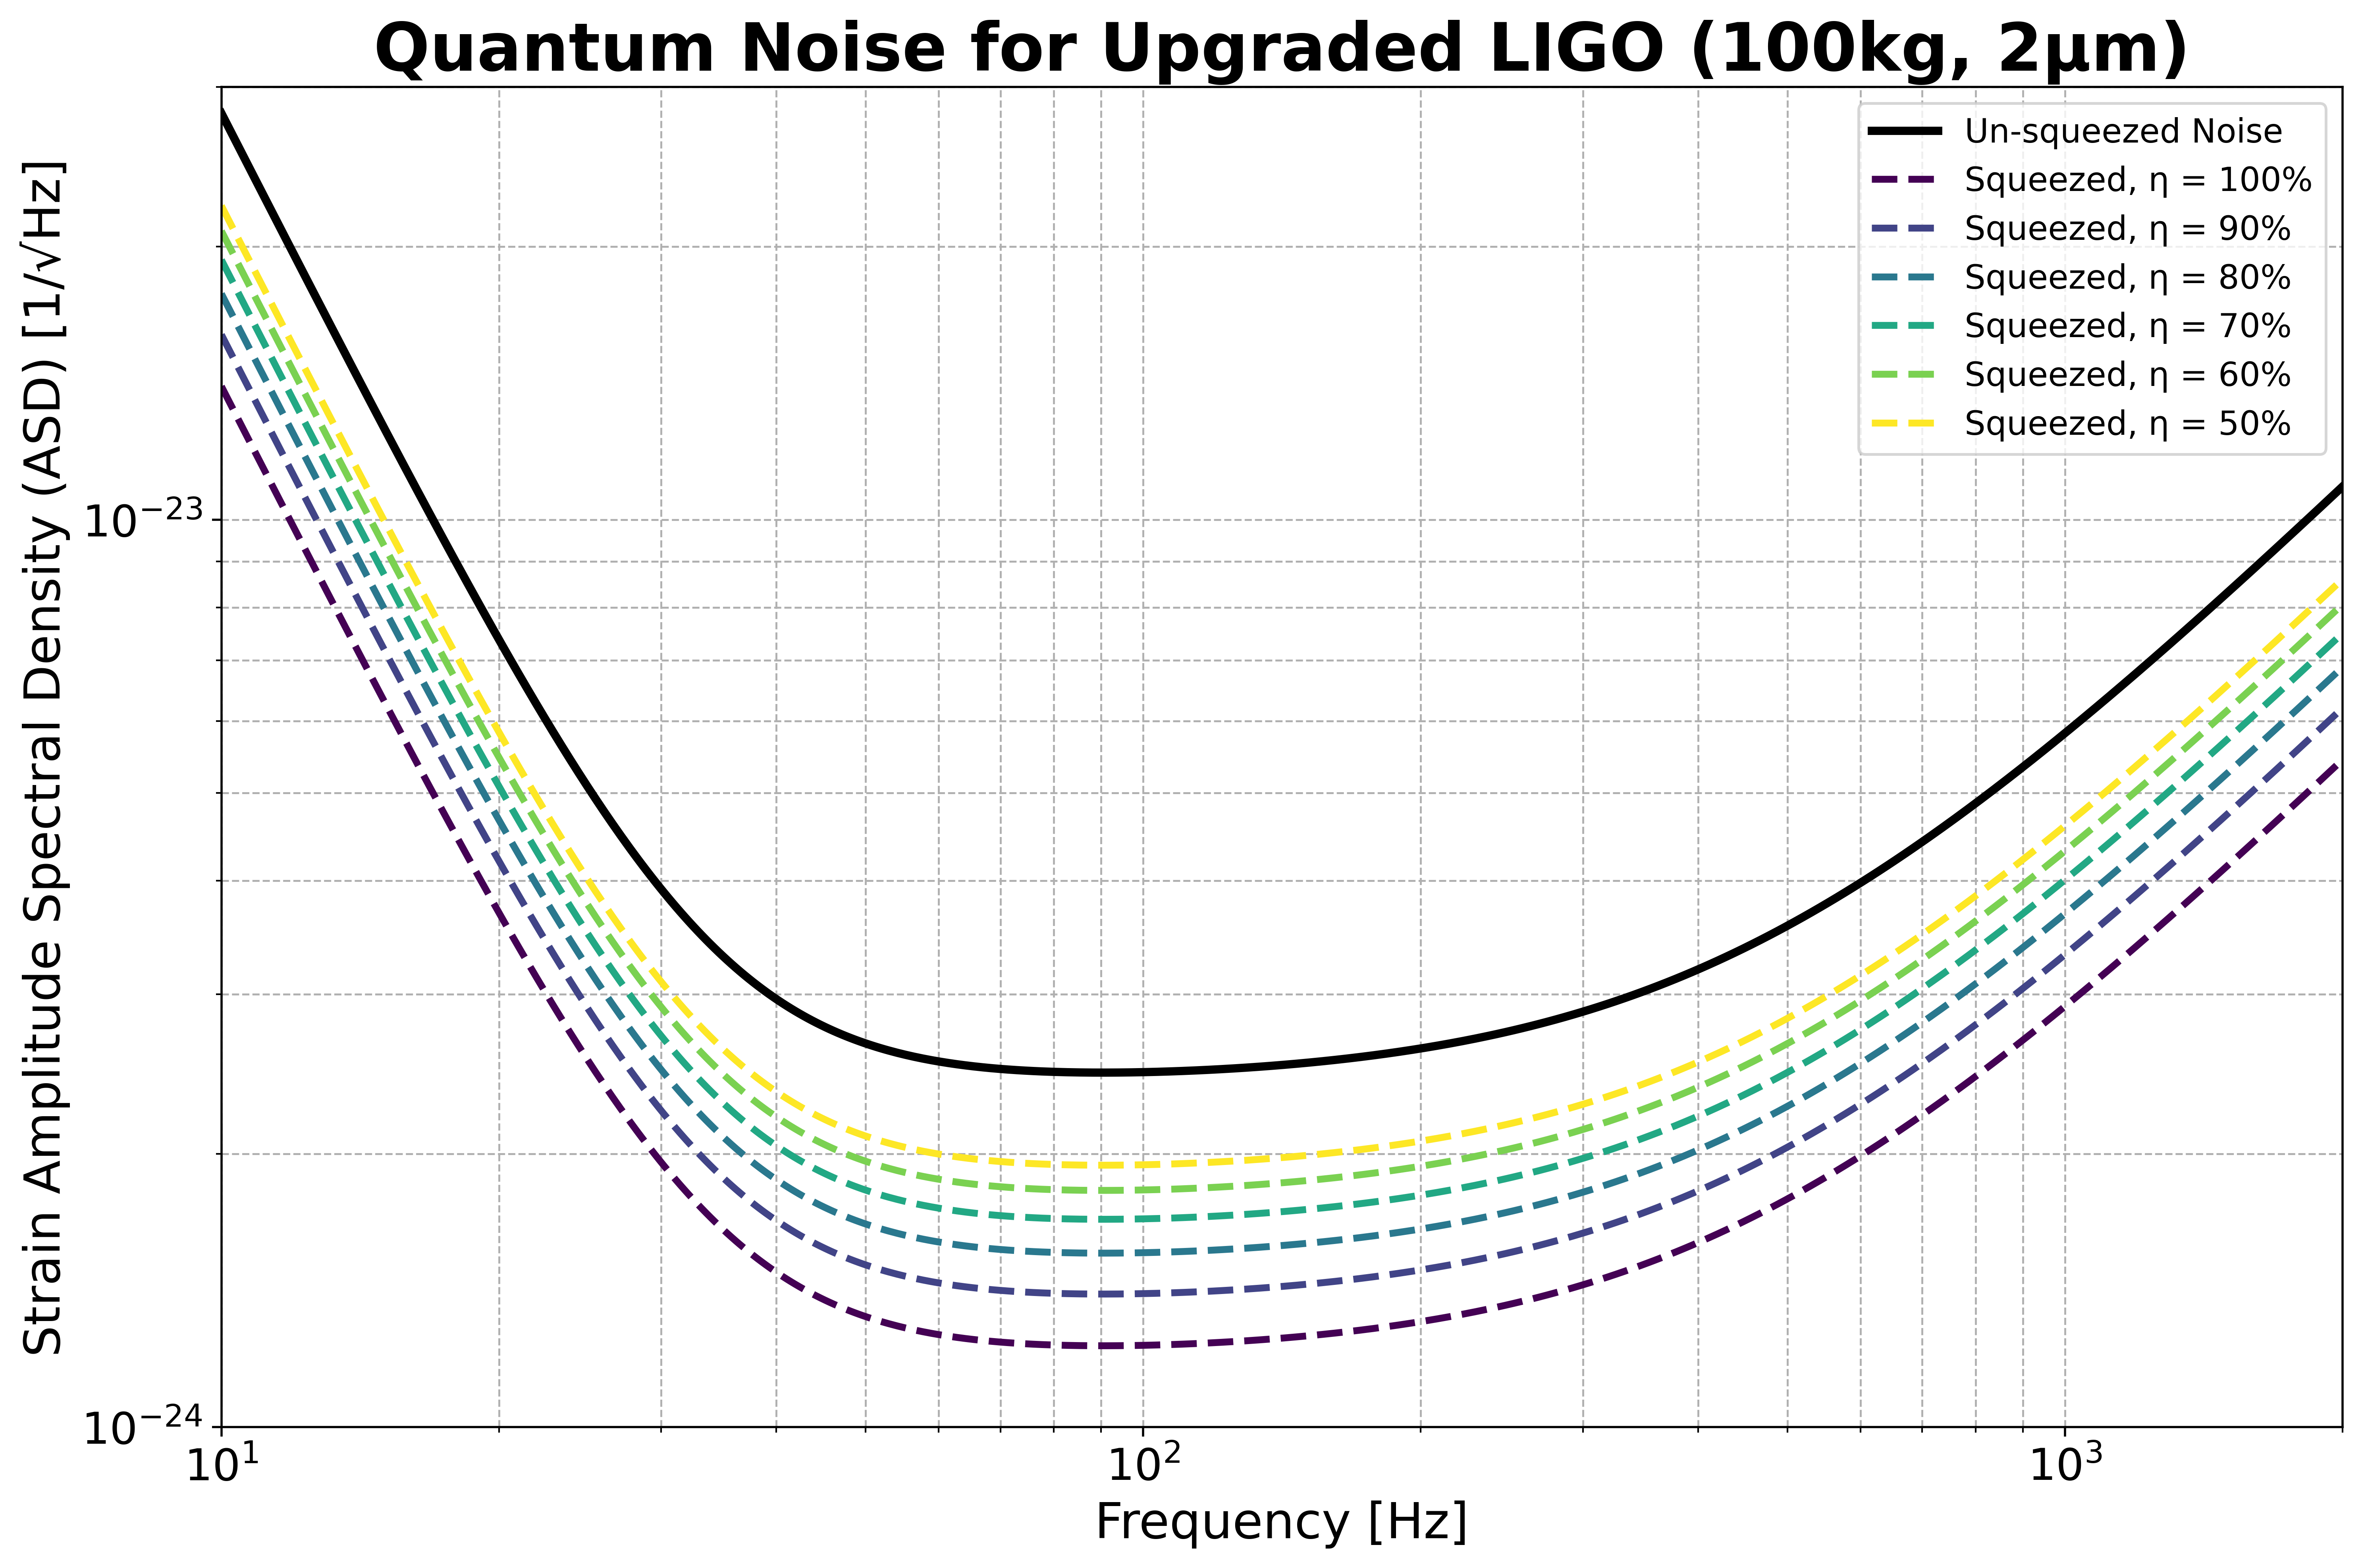 Quantum Noise for Upgraded LIGO (100kg, 2μm)
Strain Amplitude Spectral Density (ASD) [1/√Hz]
Un-squeezed Noise
Squeezed, η = 100%
Squeezed, η = 90%
Squeezed, η = 80%
Squeezed, η = 70%
Squeezed, η = 60%
Squeezed, η = 50%
10⁻²³
10⁻²⁴
10¹
10²
10³
Frequency [Hz]